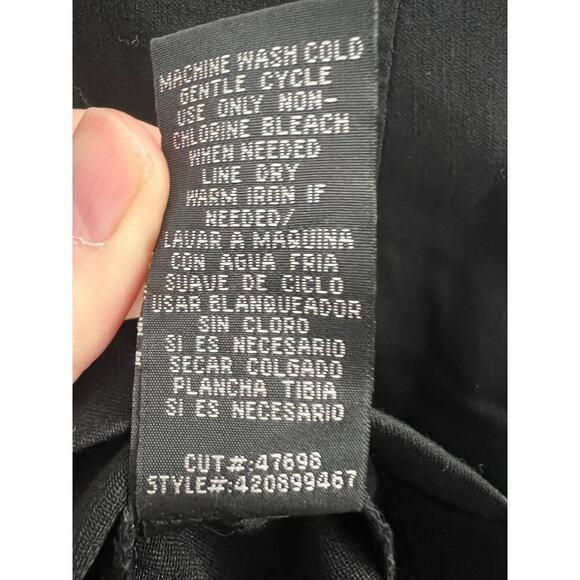 MACHINE WASH COLD
GENTLE CYCLE
USE ONLY NON-
CHLORINE BLEACH
WHEN NEEDED
LINE DRY
WARM IRON IF
NEEDED/
LAVAR A MAQUINA
CON AGUA FRIA
SUAVE DE CICLO
USAR BLANQUEADOR
SIN CLORO
SI ES NECESARIO
SECAR COLGADO
PLANCHA TIBIA
SI ES NECESARIO
CUT#:47698
STYLE#:420899467